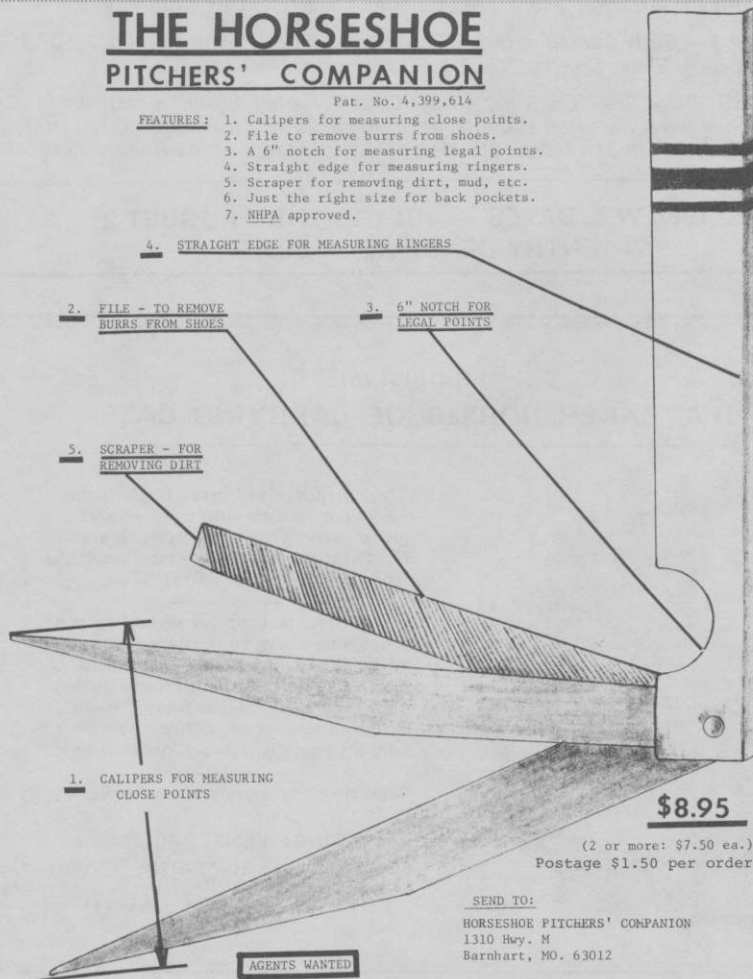 THE HORSESHOE
PITCHERS' COMPANION
Pat. No. 4,399,614
FEATURES: 1. Calipers for measuring close points.
2. File to remove burrs from shoes.
3. A 6" notch for measuring legal points.
4. Straight edge for measuring ringers.
5. Scraper for removing dirt, mud, etc.
6. Just the right size for back pockets.
7. NHPA approved.
4. STRAIGHT EDGE FOR MEASURING RINGERS
2. FILE - TO REMOVE
BURRS FROM SHOES
3. 6" NOTCH FOR
LEGAL POINTS
5. SCRAPER - FOR
REMOVING DIRT
1. CALIPERS FOR MEASURING
CLOSE POINTS
$8.95
(2 or more: $7.50 ea.)
Postage $1.50 per order
SEND TO:
HORSESHOE PITCHERS' COMPANION
1310 Hwy. M
Barnhart, MO. 63012
AGENTS WANTED